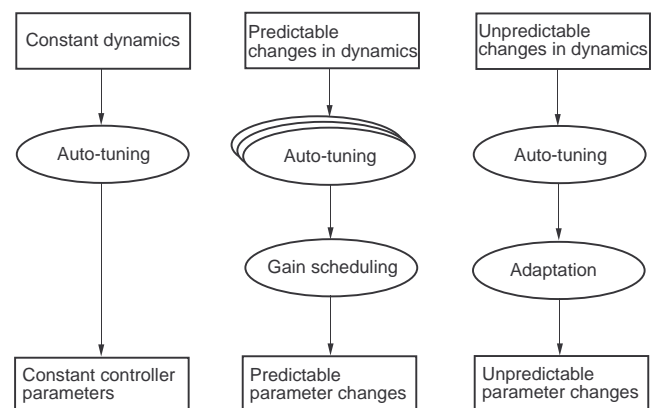 Constant dynamics
Predictable
changes in dynamics
Unpredictable
changes in dynamics
Auto-tuning
Auto-tuning
Auto-tuning
Gain scheduling
Adaptation
Constant controller
parameters
Predictable
parameter changes
Unpredictable
parameter changes